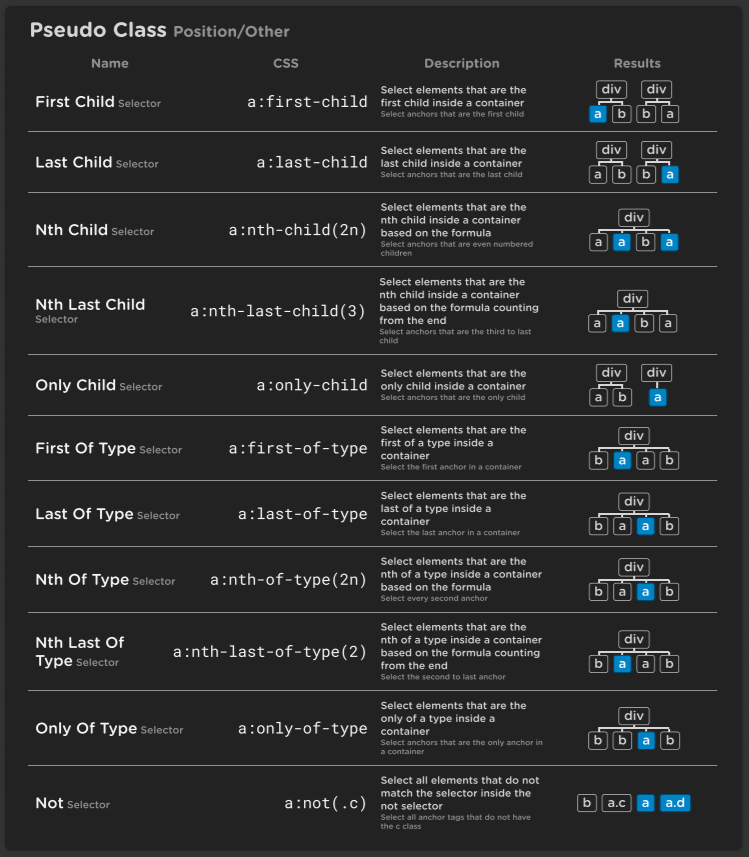 Pseudo Class Position/Other
Name CSS Description Results
First Child Selector
a:first-child
Select elements that are the
first child inside a container
Select anchors that are the first child
div div
a b b a
Last Child Selector
a:last-child
Select elements that are the
last child inside a container
Select anchors that are the last child
div div
a b b a
Nth Child Selector
a:nth-child(2n)
Select elements that are the
nth child inside a container
based on the formula
Select anchors that are even numbered
children
div
a a b a
Nth Last Child
Selector
a:nth-last-child(3)
Select elements that are the
nth child inside a container
based on the formula counting
from the end
Select anchors that are the third to last
child
div
a a b a
Only Child Selector
a:only-child
Select elements that are the
only child inside a container
Select anchors that are the only child
div div
a b a
First Of Type Selector
a:first-of-type
Select elements that are the
first of a type inside a
container
Select the first anchor in a container
div
b a a b
Last Of Type Selector
a:last-of-type
Select elements that are the
last of a type inside a
container
Select the last anchor in a container
div
b a a b
Nth Of Type Selector
a:nth-of-type(2n)
Select elements that are the
nth of a type inside a container
based on the formula
Select every second anchor
div
b a a b
Nth Last Of
Type Selector
a:nth-last-of-type(2)
Select elements that are the
nth of a type inside a container
based on the formula counting
from the end
Select the second to last anchor
div
b a a b
Only Of Type Selector
a:only-of-type
Select elements that are the
only of a type inside a
container
Select anchors that are the only anchor in
a container
div
b b a b
Not Selector
a:not(.c)
Select all elements that do not
match the selector inside the
not selector
Select all anchor tags that do not have
the c class
b a.c a a.d